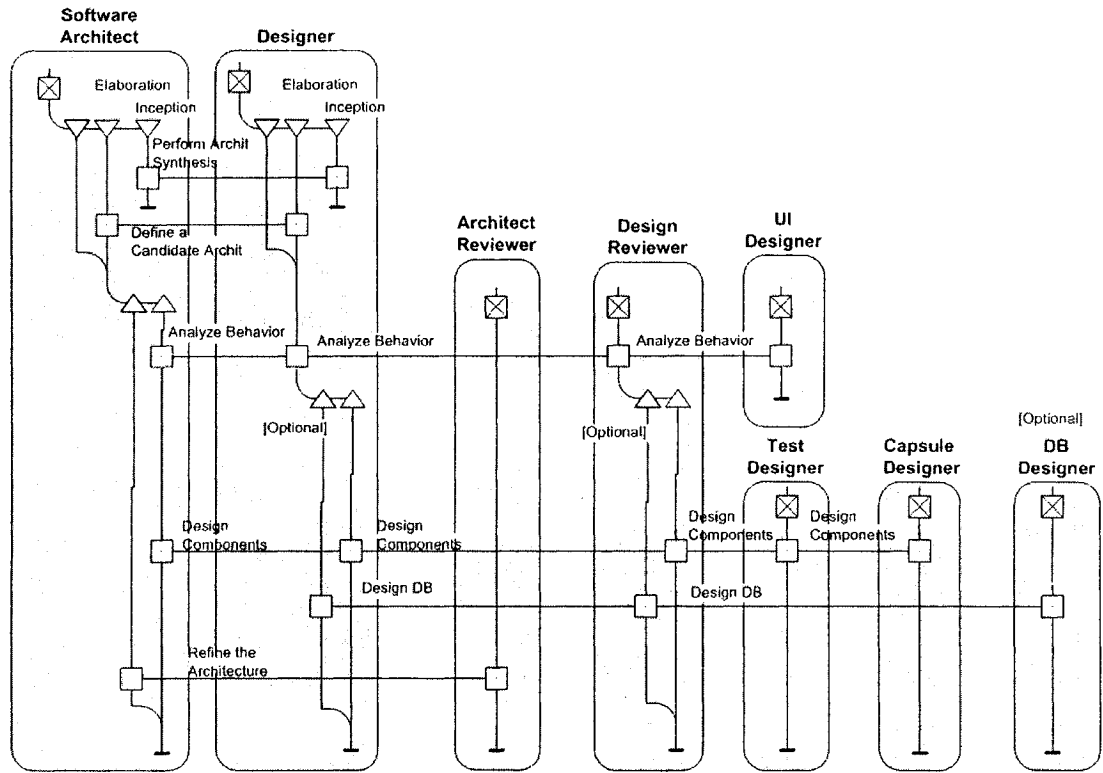 Software
Architect
Designer
Elaboration
Inception
Elaboration
Inception
Perform Archit
Synthesis
Define a
Candidate Archit
Architect
Reviewer
Design
Reviewer
UI
Designer
Analyze Behavior
Analyze Behavior
Analyze Behavior
[Optional]
[Optional]
[Optional]
Test
Designer
Capsule
Designer
DB
Designer
Design
Components
Design
Components
Design
Components
Design
Components
Design DB
Design DB
Refine the
Architecture